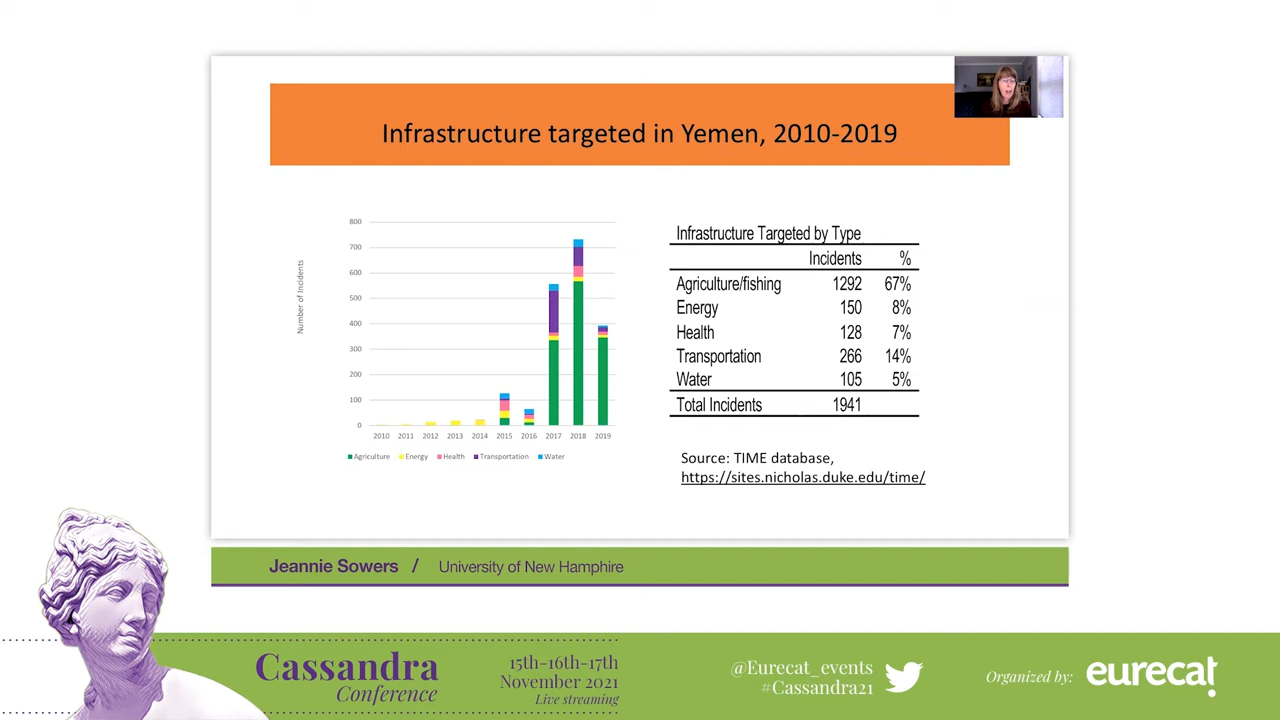 Infrastructure targeted in Yemen, 2010-2019
Number of Incidents
800
700
600
500
400
300
200
100
0
2010 2011 2012 2013 2014 2015 2016 2017 2018 2019
Agriculture Energy Health Transportation Water
Infrastructure Targeted by Type
Incidents %
Agriculture/fishing 1292 67%
Energy 150 8%
Health 128 7%
Transportation 266 14%
Water 105 5%
Total Incidents 1941
Source: TIME database,
https://sites.nicholas.duke.edu/time/
Jeannie Sowers / University of New Hamphire
Cassandra
Conference
15th-16th-17th
November 2021
Live streaming
@Eurecat_events
#Cassandra21
Organized by:
eurecat